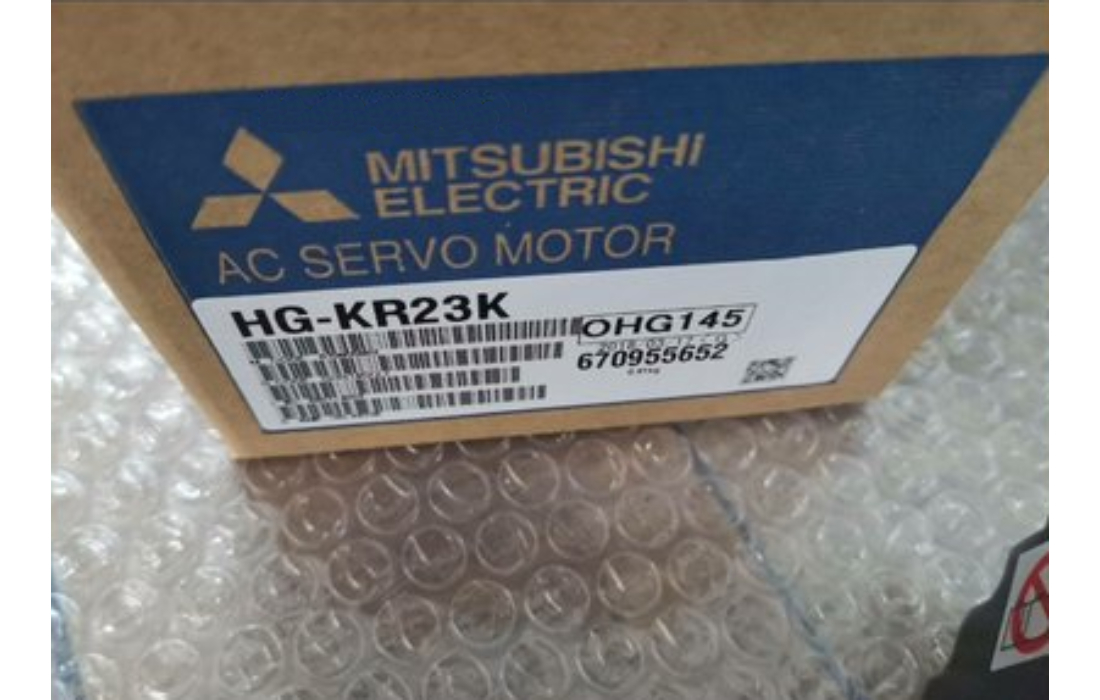 MITSUBISHI
ELECTRIC
AC SERVO MOTOR
HG-KR23K
OHG145
670955652